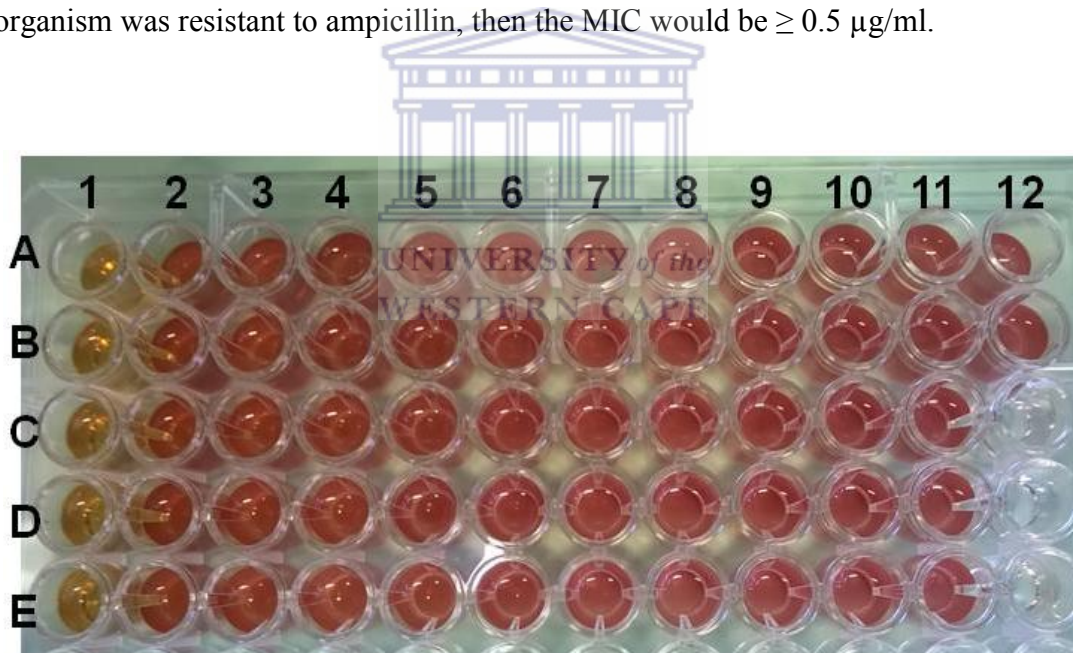 organism was resistant to ampicillin, then the MIC would be ≥ 0.5 µg/ml.
1 2 3 4 5 6 7 8 9 10 11 12
A
UNIVERSITY of the
B
WESTERN CAPE
C
D
E